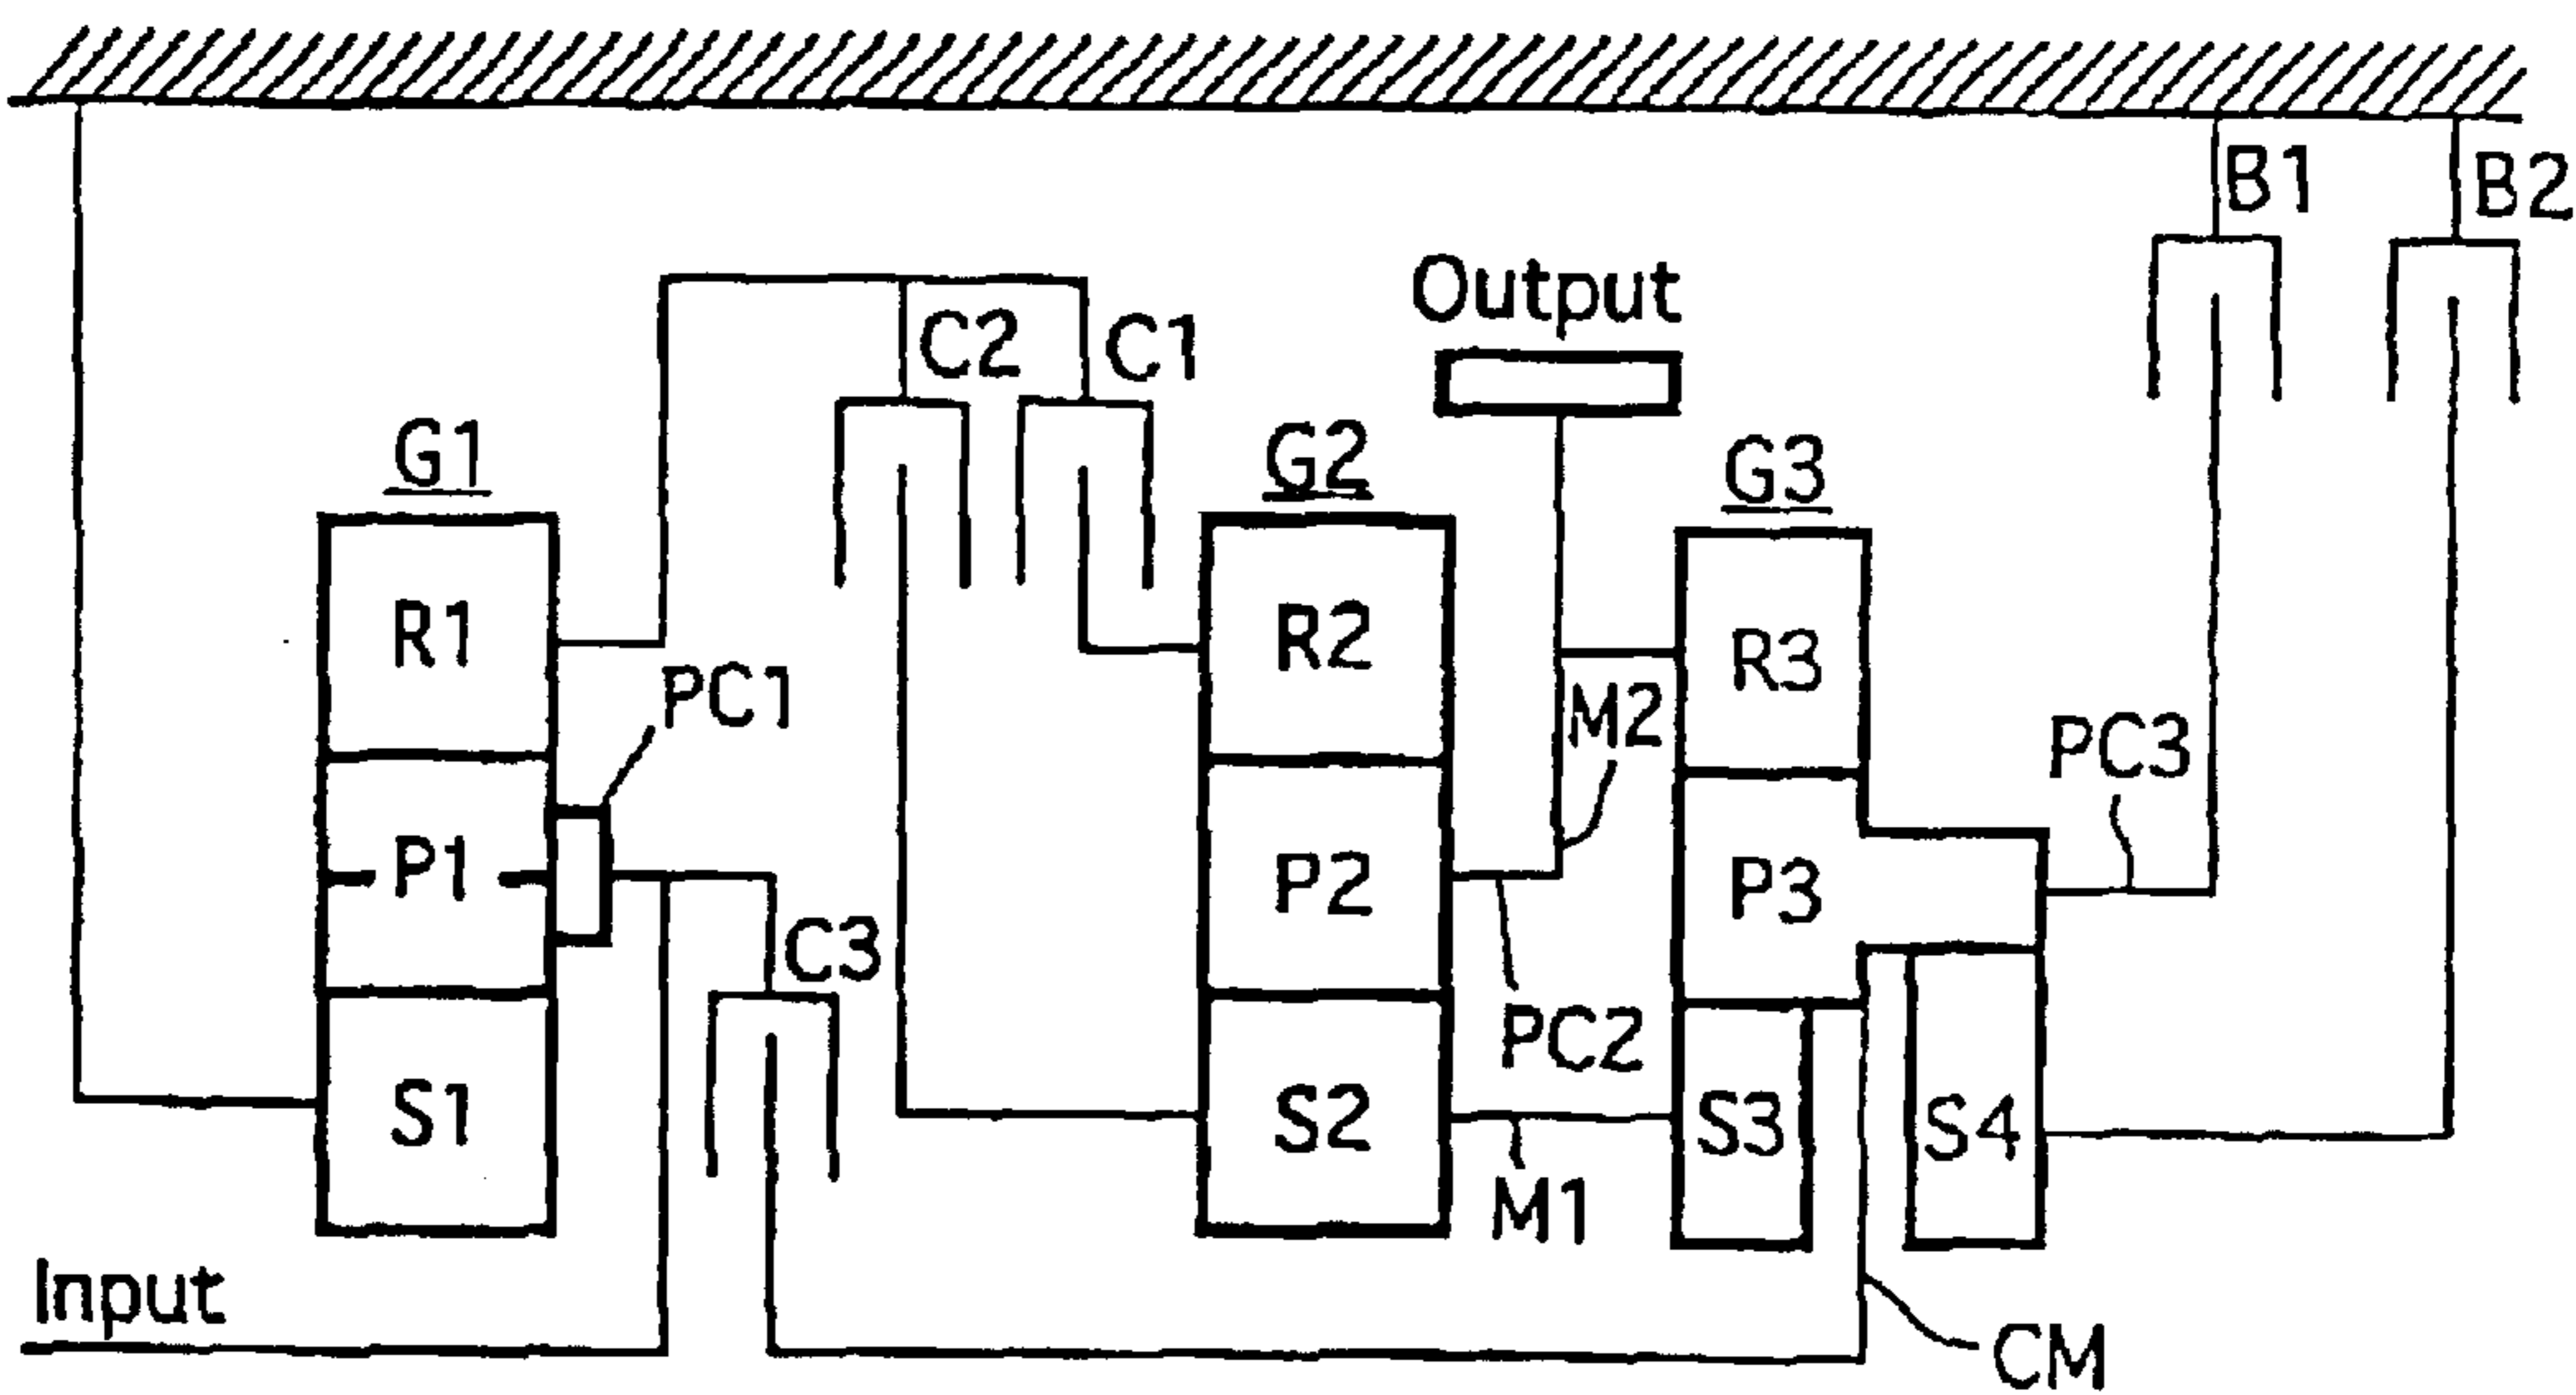 B1
B2
Output
C2
C1
G1
G2
G3
R1
R2
R3
PC1
M2
PC3
P1
P2
P3
C3
PC2
S1
S2
S3
S4
M1
Input
CM